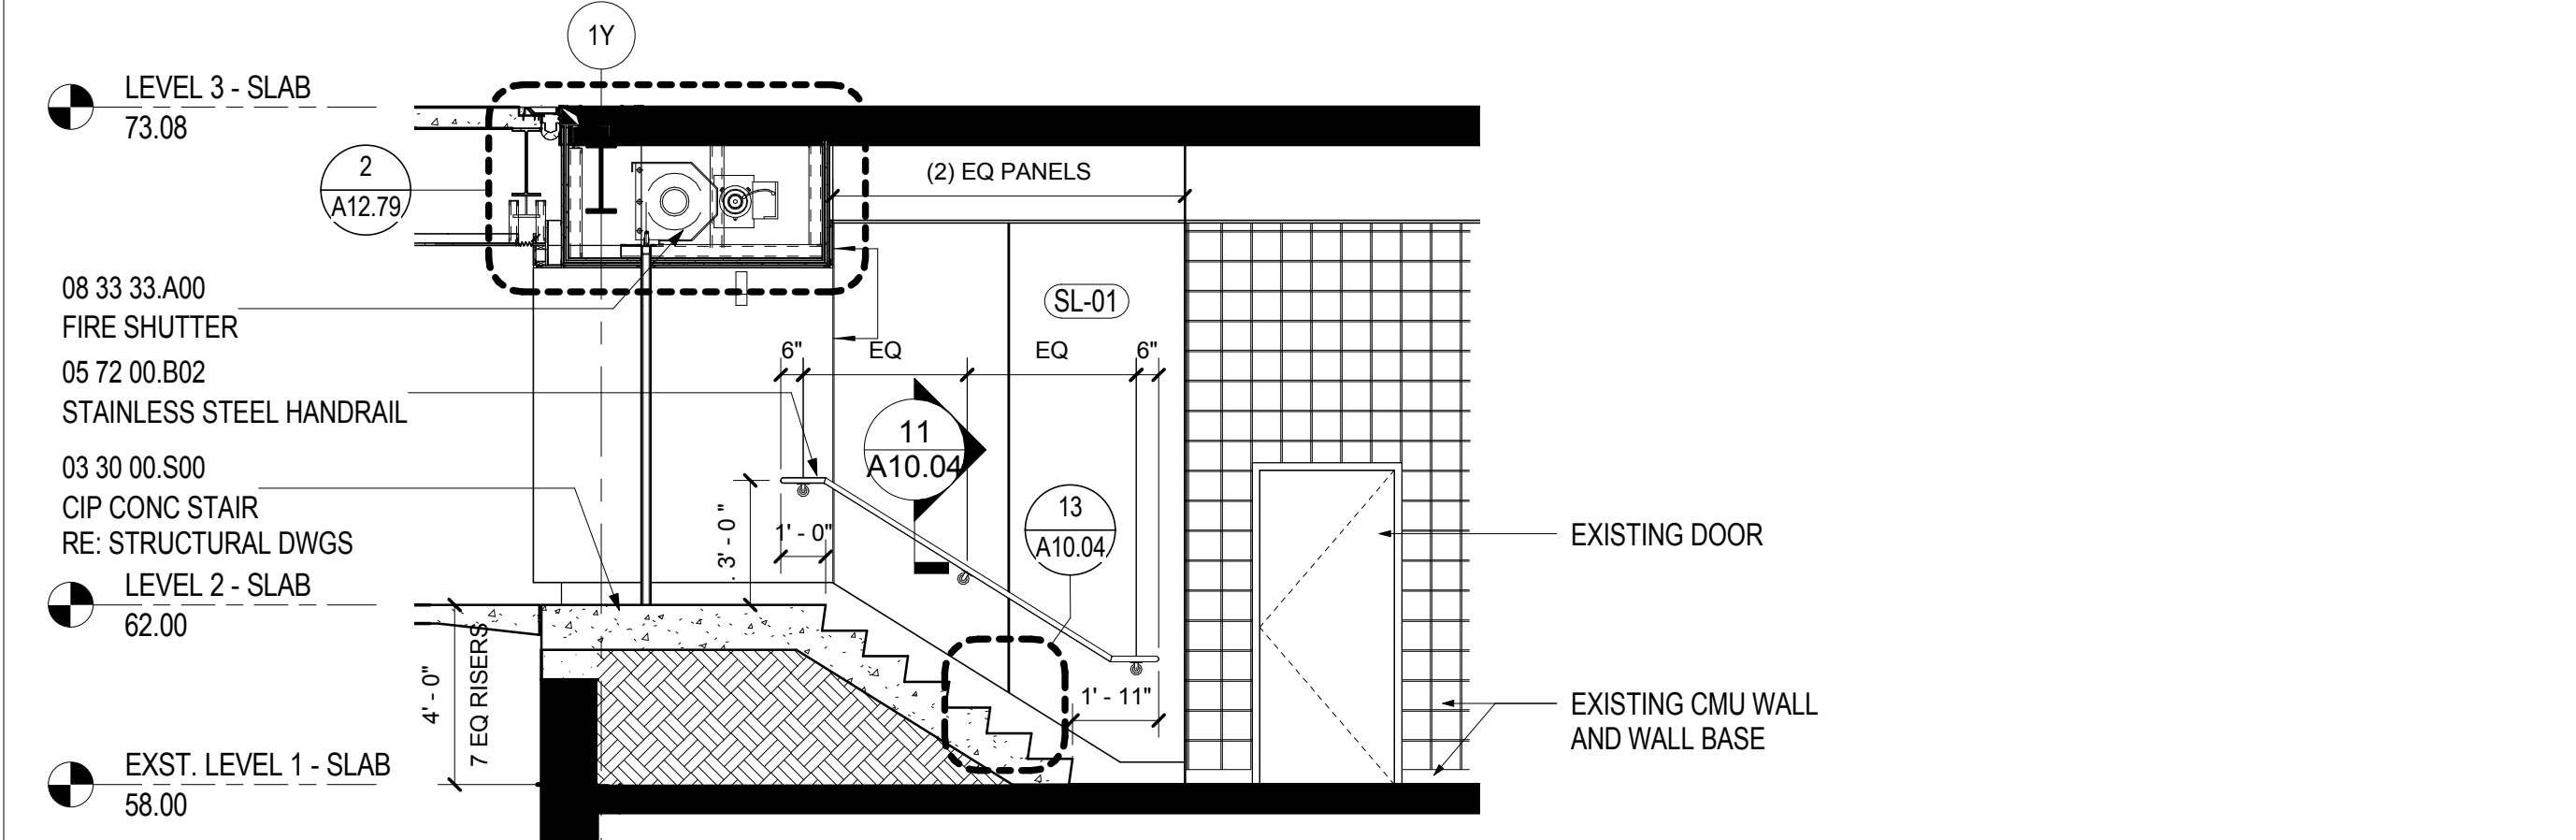 1Y
LEVEL 3 - SLAB
73.08
2
A12.79
(2) EQ PANELS
08 33 33.A00
FIRE SHUTTER
SL-01
05 72 00.B02
STAINLESS STEEL HANDRAIL
6"
EQ
EQ
6"
11
A10.04
03 30 00.S00
CIP CONC STAIR
RE: STRUCTURAL DWGS
3' - 0"
1' - 0"
13
A10.04
EXISTING DOOR
LEVEL 2 - SLAB
62.00
4' - 0"
7 EQ RISERS
1' - 11"
EXISTING CMU WALL
AND WALL BASE
EXST. LEVEL 1 - SLAB
58.00